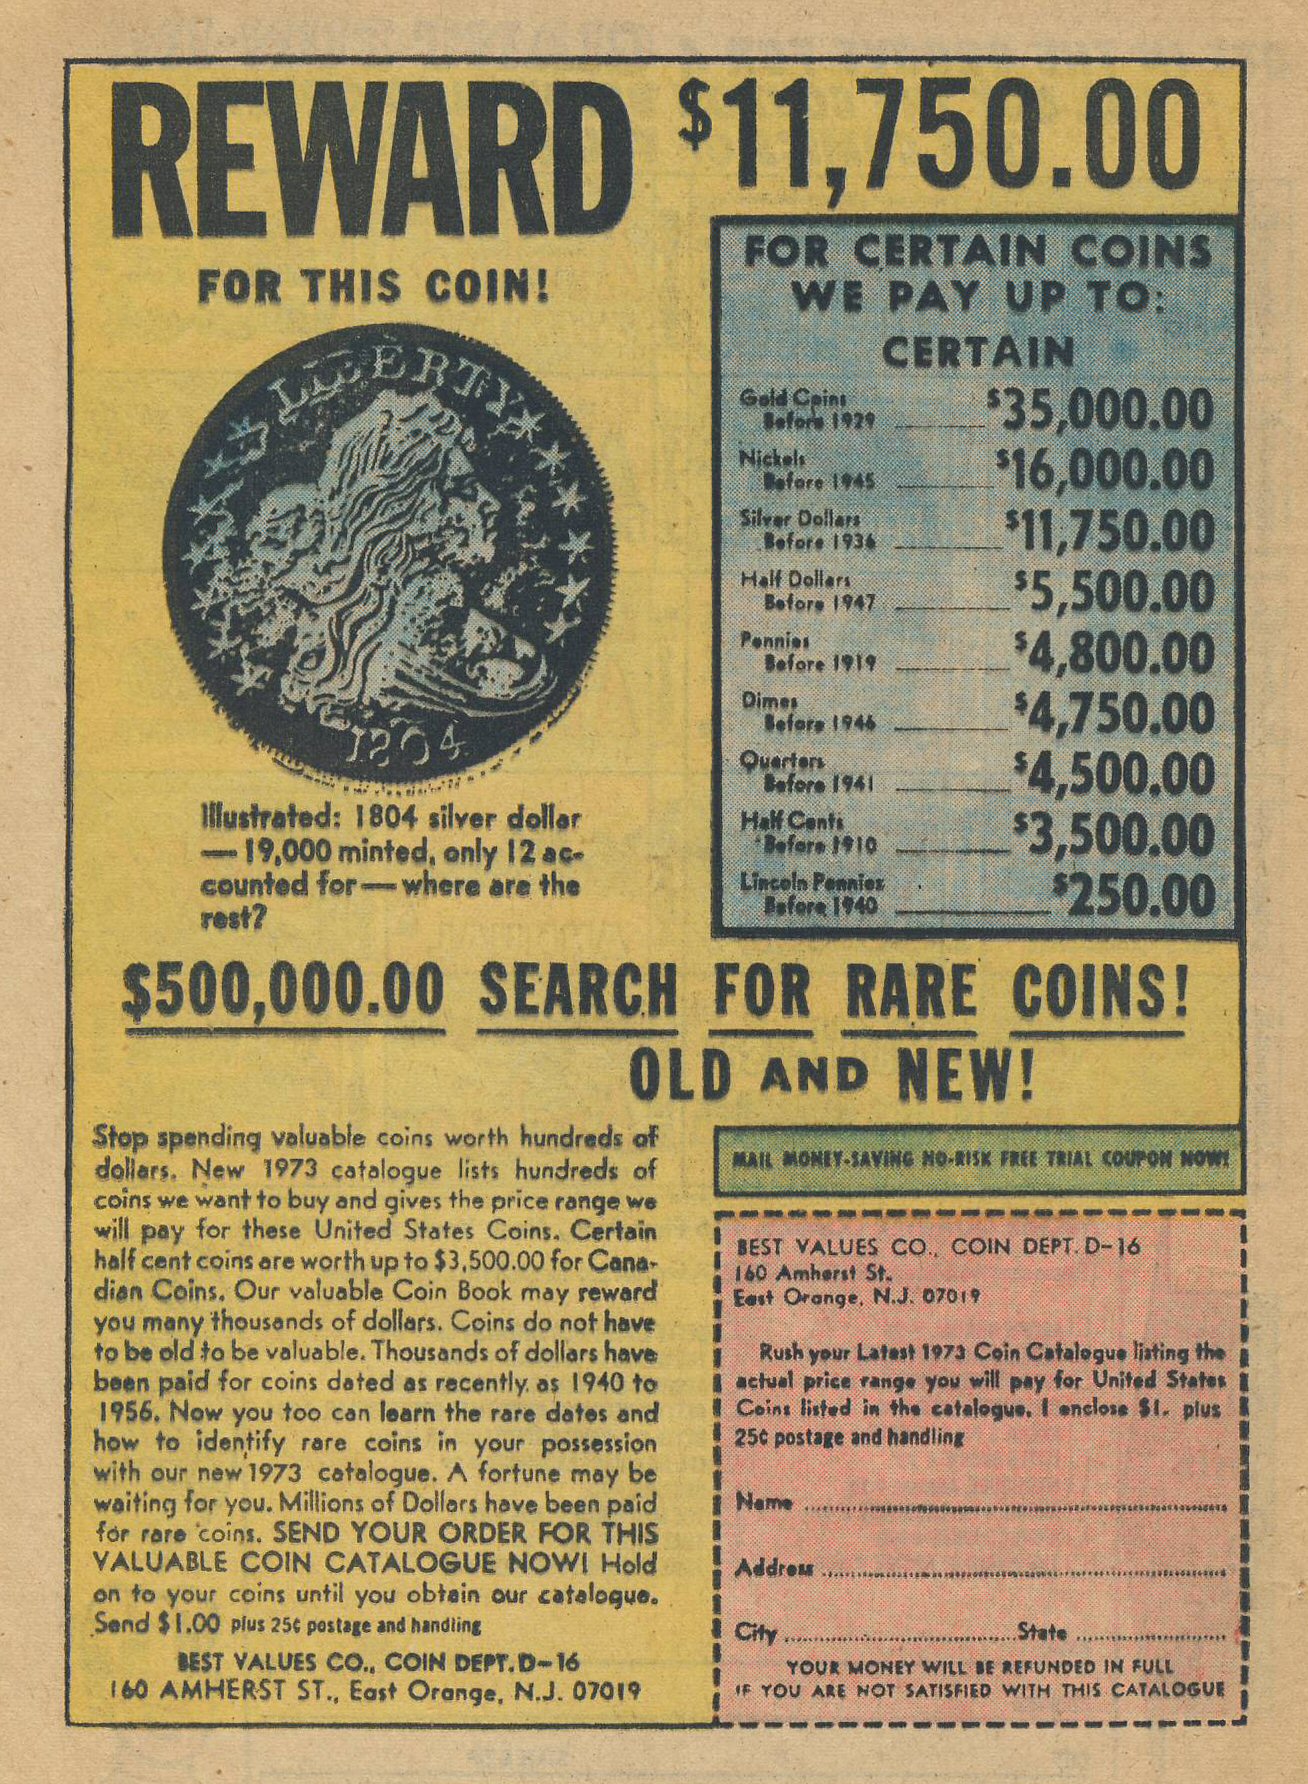 REWARD $11,750.00
FOR THIS COIN!
LIBERTY
1804
Illustrated: 1804 silver dollar
— 19,000 minted, only 12 ac-
counted for — where are the
rest?
FOR CERTAIN COINS
WE PAY UP TO:
CERTAIN
Gold Coins
Before 1929 $35,000.00
Nickels
Before 1945 $16,000.00
Silver Dollars
Before 1936 $11,750.00
Half Dollars
Before 1947 $5,500.00
Pennies
Before 1919 $4,800.00
Dimes
Before 1946 $4,750.00
Quarters
Before 1941 $4,500.00
Half Cents
Before 1910 $3,500.00
Lincoln Pennies
Before 1940 $250.00
$500,000.00 SEARCH FOR RARE COINS!
OLD AND NEW!
Stop spending valuable coins worth hundreds of
dollars. New 1973 catalogue lists hundreds of
coins we want to buy and gives the price range we
will pay for these United States Coins. Certain
half cent coins are worth up to $3,500.00 for Cana-
dian Coins. Our valuable Coin Book may reward
you many thousands of dollars. Coins do not have
to be old to be valuable. Thousands of dollars have
been paid for coins dated as recently as 1940 to
1956. Now you too can learn the rare dates and
how to identify rare coins in your possession
with our new 1973 catalogue. A fortune may be
waiting for you. Millions of Dollars have been paid
for rare coins. SEND YOUR ORDER FOR THIS
VALUABLE COIN CATALOGUE NOW! Hold
on to your coins until you obtain our catalogue.
Send $1.00 plus 25¢ postage and handling
BEST VALUES CO., COIN DEPT. D-16
160 AMHERST ST., East Orange, N.J. 07019
MAIL MONEY-SAVING NO-RISK FREE TRIAL COUPON NOW!
BEST VALUES CO., COIN DEPT. D-16
160 Amherst St.
East Orange, N.J. 07019
Rush your Latest 1973 Coin Catalogue listing the
actual price range you will pay for United States
Coins listed in the catalogue. I enclose $1. plus
25¢ postage and handling
Name
Address
City State
YOUR MONEY WILL BE REFUNDED IN FULL
IF YOU ARE NOT SATISFIED WITH THIS CATALOGUE